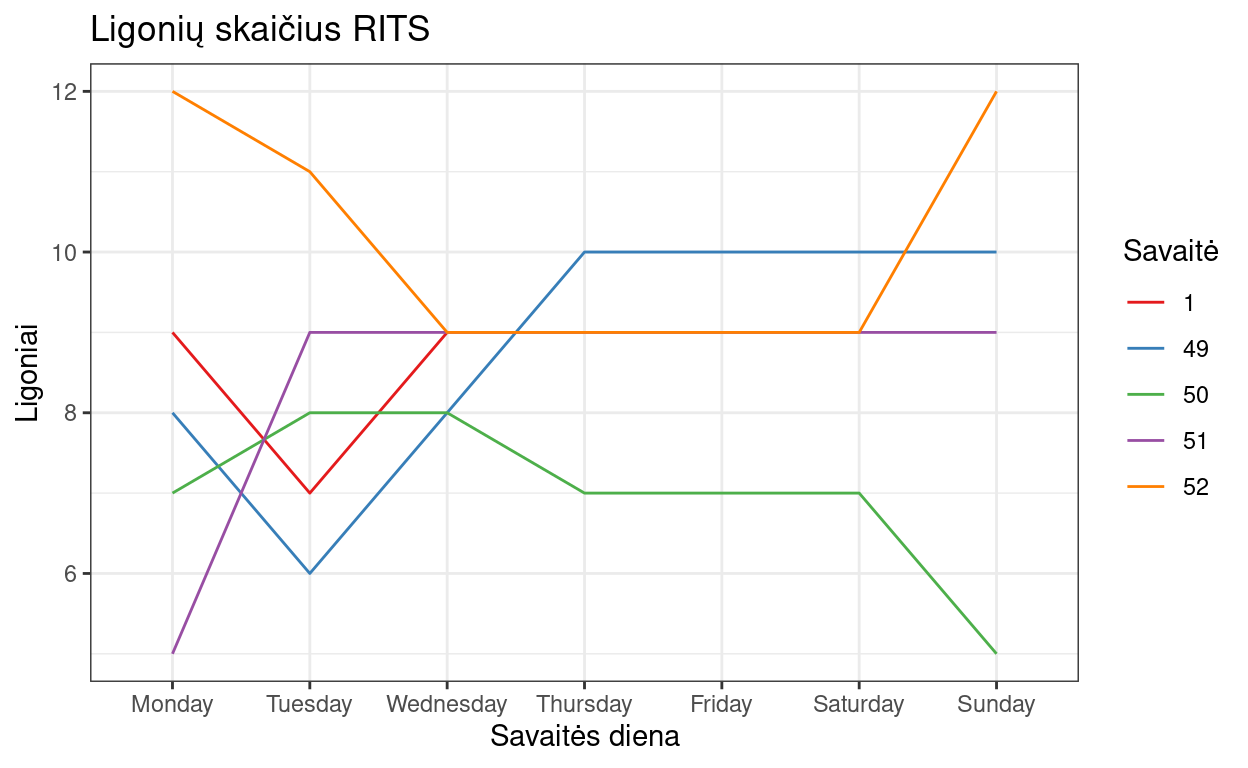 Ligonių skaičius RITS
12
10
8
6
Ligoniai
Monday Tuesday Wednesday Thursday Friday Saturday Sunday
Savaitės diena
Savaitė
1
49
50
51
52